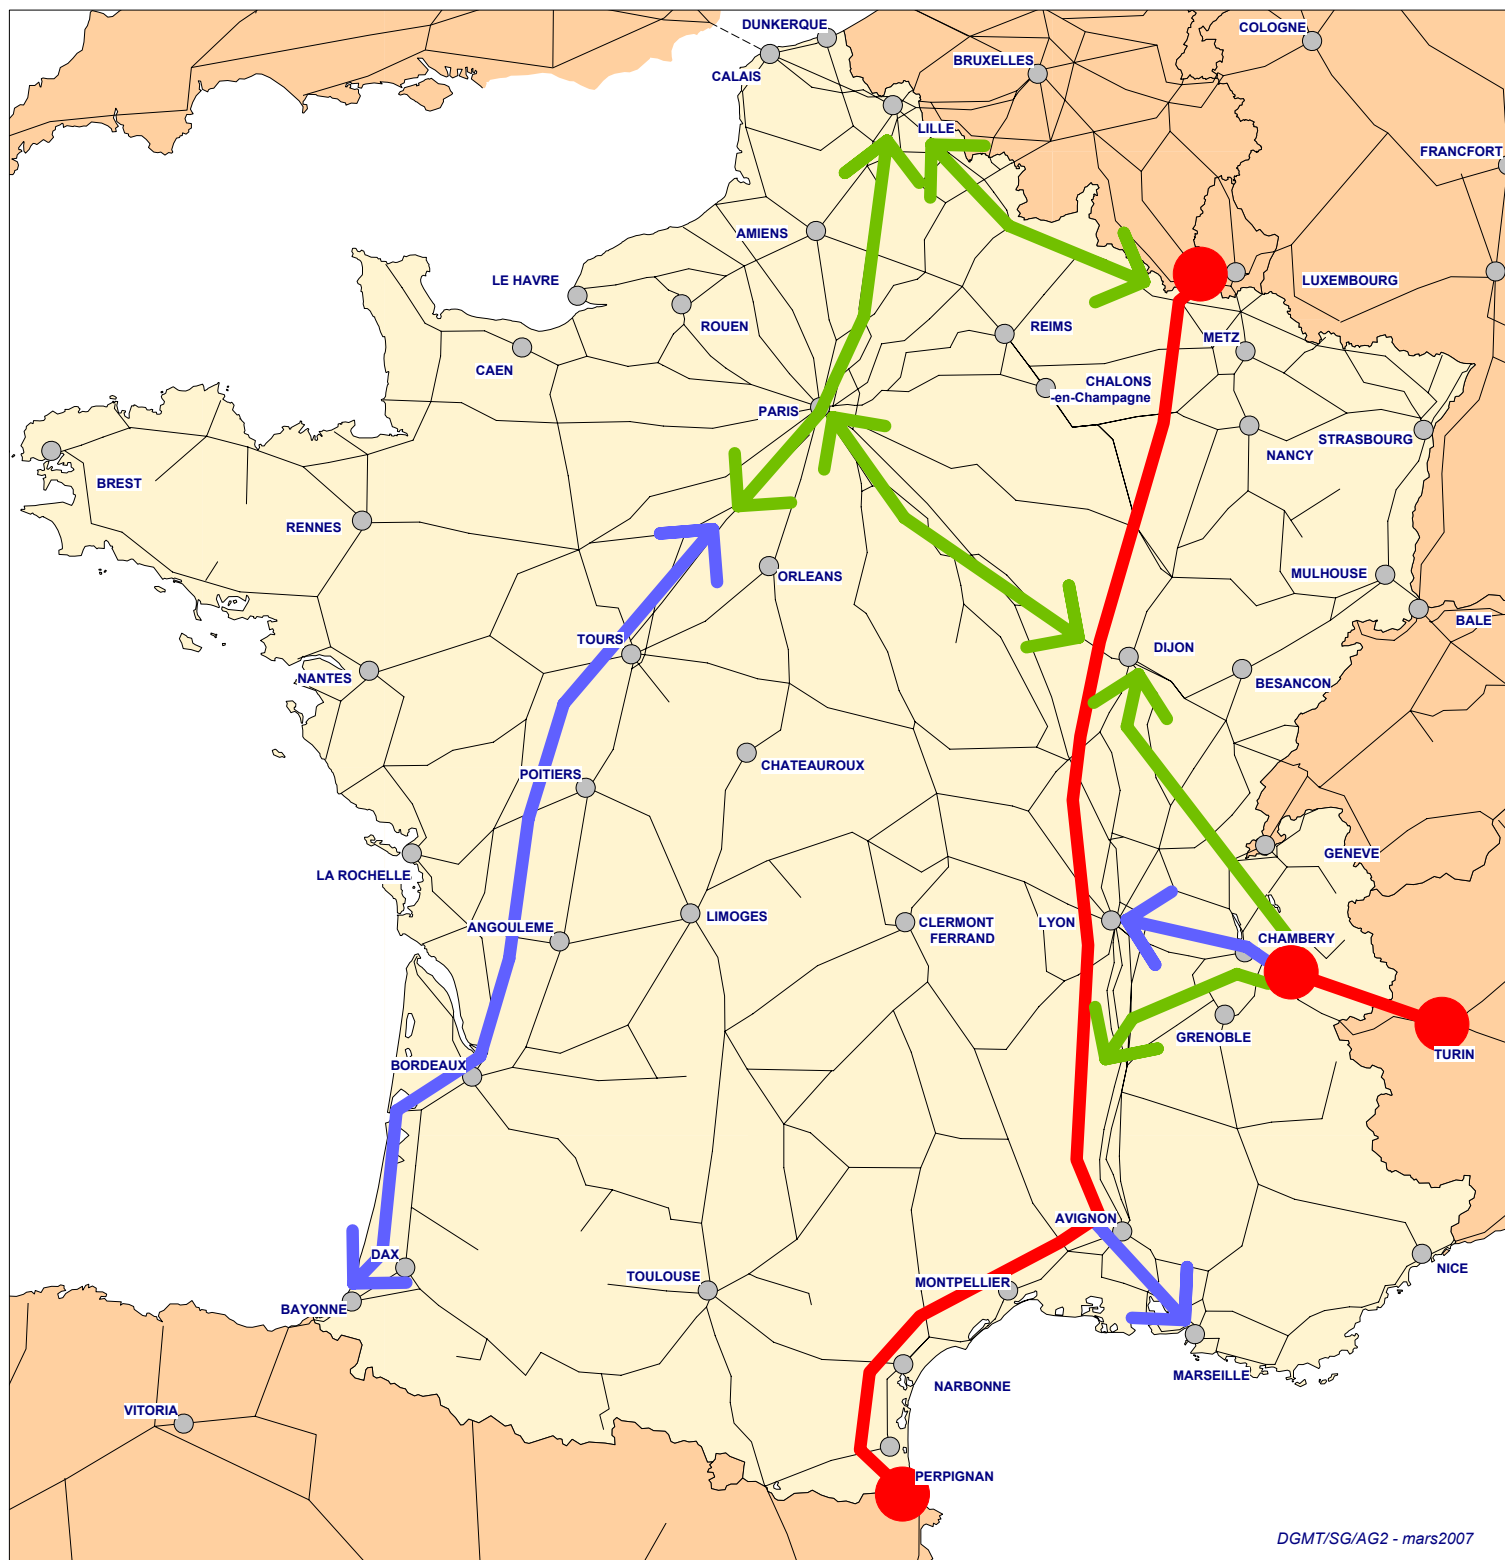 DUNKERQUE
COLOGNE
BRUXELLES
CALAIS
LILLE
FRANCFORT
AMIENS
LE HAVRE
LUXEMBOURG
ROUEN
REIMS
METZ
CAEN
CHALONS
-en-Champagne
PARIS
STRASBOURG
NANCY
BREST
RENNES
ORLEANS
MULHOUSE
BALE
TOURS
DIJON
NANTES
BESANCON
CHATEAUROUX
POITIERS
GENEVE
LA ROCHELLE
LIMOGES
ANGOULEME
CLERMONT
FERRAND
LYON
CHAMBERY
GRENOBLE
TURIN
BORDEAUX
AVIGNON
DAX
NICE
TOULOUSE
MONTPELLIER
BAYONNE
MARSEILLE
NARBONNE
VITORIA
PERPIGNAN
DGMT/SG/AG2 - mars2007